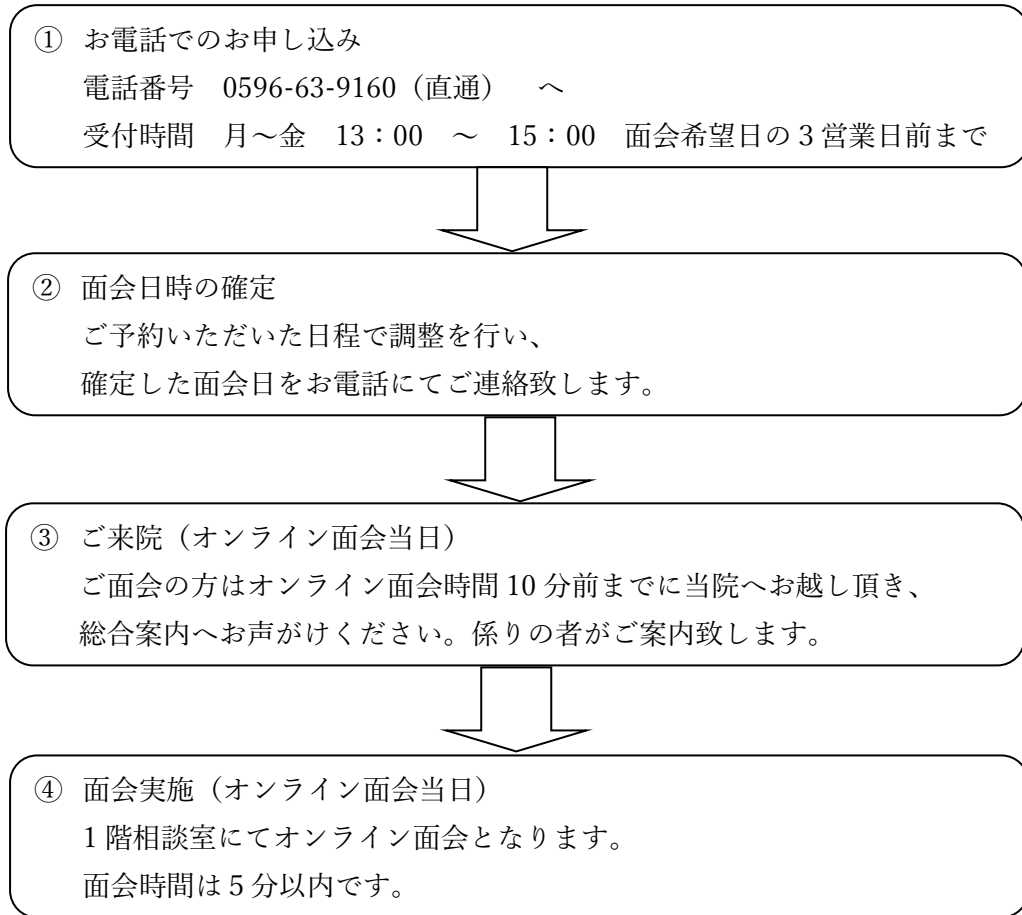 ① お電話でのお申し込み
電話番号　0596-63-9160（直通）　へ
受付時間　月～金　13：00　～　15：00　面会希望日の3営業日前まで
② 面会日時の確定
ご予約いただいた日程で調整を行い、
確定した面会日をお電話にてご連絡致します。
③ ご来院（オンライン面会当日）
ご面会の方はオンライン面会時間10分前までに当院へお越し頂き、
総合案内へお声がけください。係りの者がご案内致します。
④ 面会実施（オンライン面会当日）
1階相談室にてオンライン面会となります。
面会時間は5分以内です。